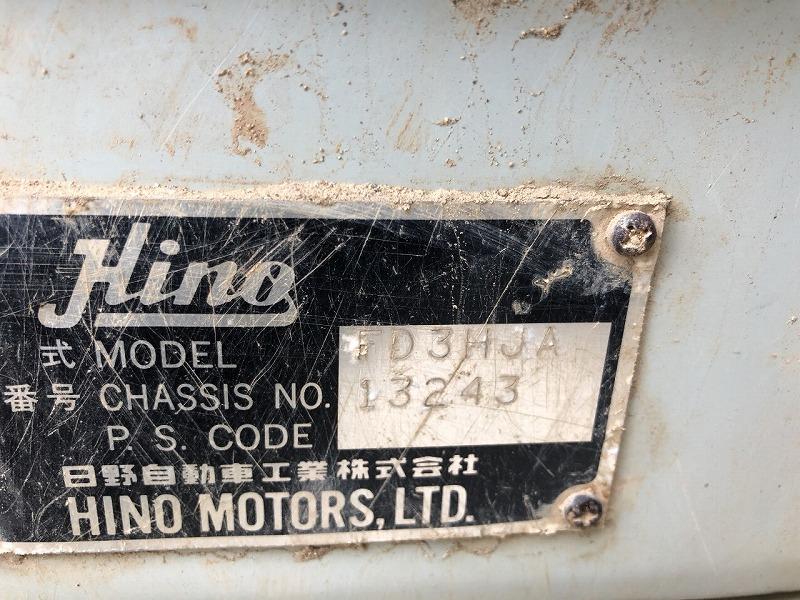 Hino
式 MODEL FD3HJA
番号 CHASSIS NO. 13243
P. S. CODE
日野自動車工業株式会社
HINO MOTORS, LTD.